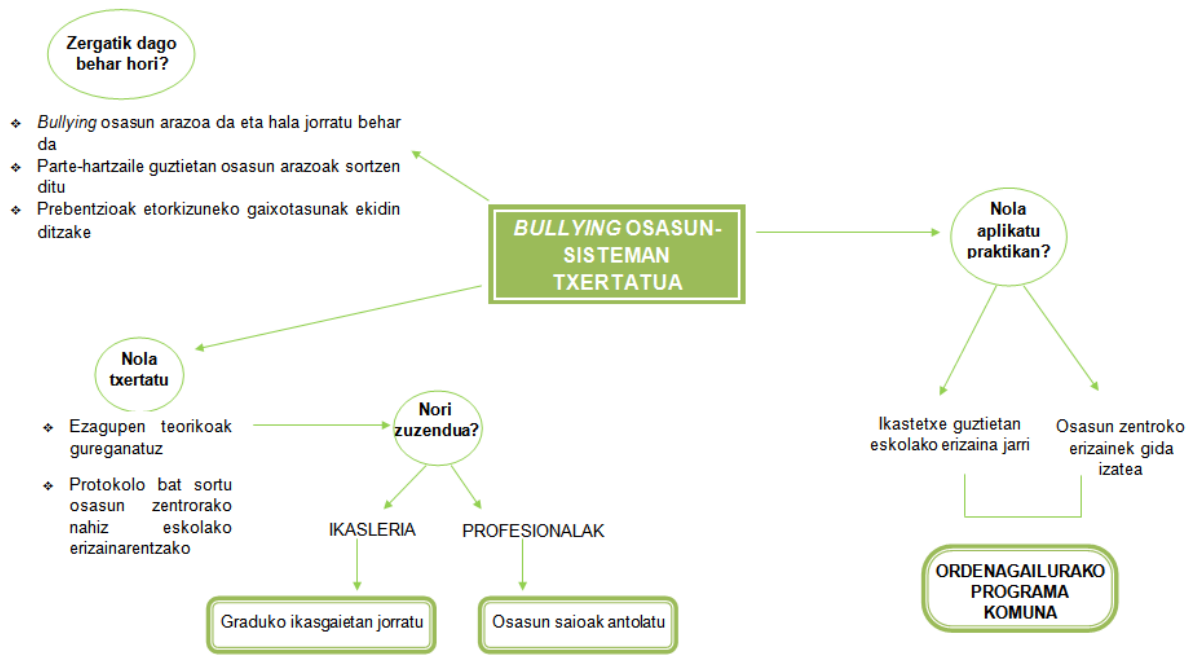 Zergatik dago
behar hori?
❖ Bullying osasun arazoa da eta hala jorratu behar
da
❖ Parte-hartzaile guztietan osasun arazoak sortzen
ditu
❖ Prebentzioak etorkizuneko gaixotasunak ekidin
ditzake
BULLYING OSASUN-
SISTEMAN
TXERTATUA
Nola
aplikatu
praktikan?
Nola
txertatu
❖ Ezagupen teorikoak
gureganatuz
❖ Protokolo bat sortu
osasun zentrorako
nahiz eskolako
erizainarentzako
Nori
zuzendua?
IKASLERIA
PROFESIONALAK
Graduko ikasgaietan jorratu
Osasun saioak antolatu
Ikastetxe guztietan
eskolako erizaina jarri
Osasun zentroko
erizainek gida
izatea
ORDENAGAILURAKO
PROGRAMA
KOMUNA